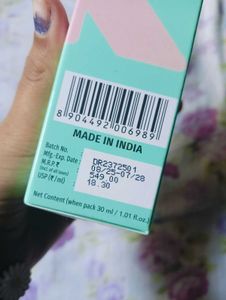 8904492006989
MADE IN INDIA
Batch No. DR2372501
Mfg.-Exp. Date : 08/25-07/28
M.R.P. ₹ 549.00
(Incl. of all taxes)
USP (₹/ml) 18.30
Net Content (when pack 30 ml / 1.01 fl.oz.)